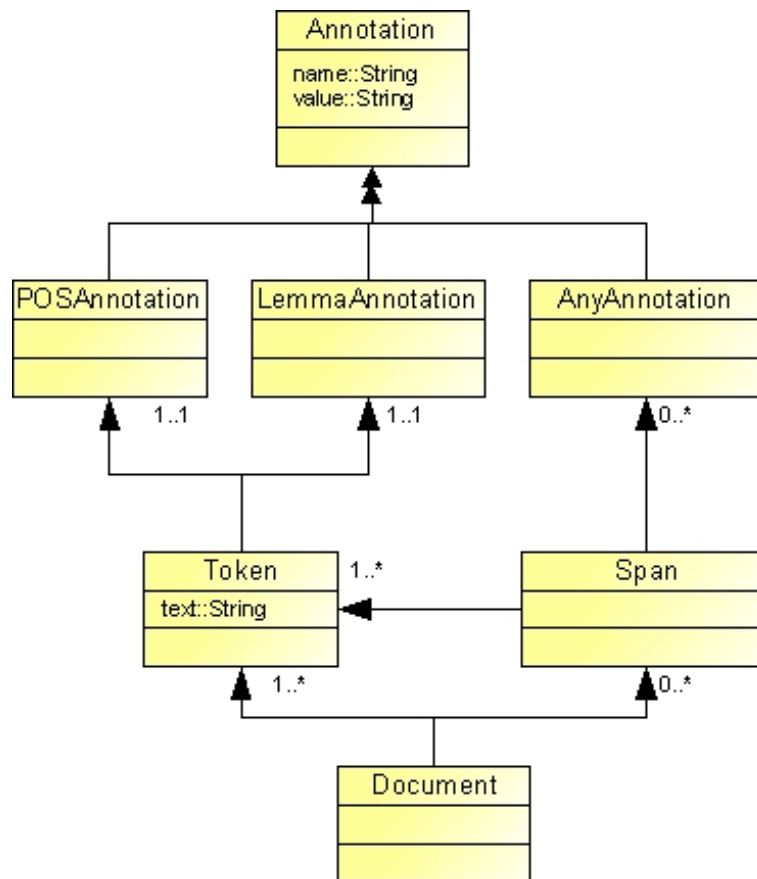 Annotation
name::String
value::String
POSAnnotation
LemmaAnnotation
AnyAnnotation
1..1
1..1
0..*
Token
1..*
Span
text::String
1..*
0..*
Document